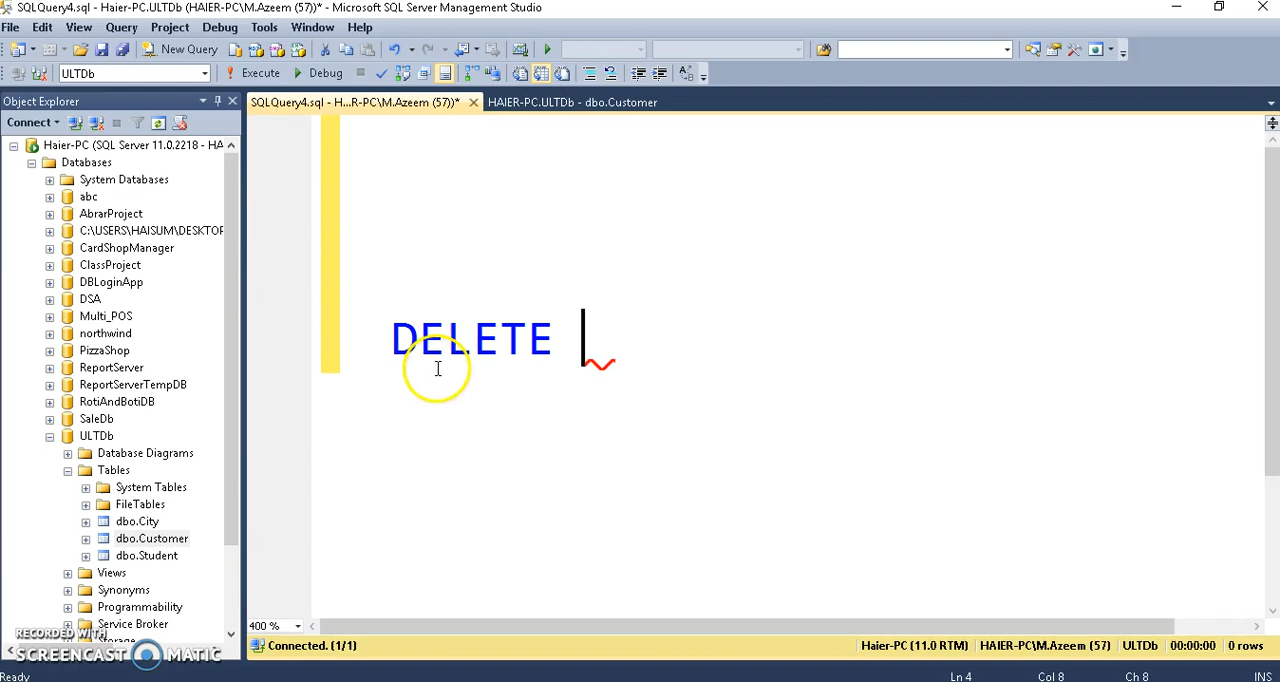 SQLQuery4.sql - Haier-PC.ULTDb (HAIER-PC\M.Azeem (57))* - Microsoft SQL Server Management Studio
File Edit View Query Project Debug Tools Window Help
New Query
ULTDb Execute Debug
Object Explorer
SQLQuery4.sql - H...R-PC\M.Azeem (57))* HAIER-PC.ULTDb - dbo.Customer
Connect
Haier-PC (SQL Server 11.0.2218 - HA
Databases
System Databases
abc
AbrarProject
C:\USERS\HAISUM\DESKTOP
CardShopManager
ClassProject
DBLoginApp
DSA
Multi_POS
northwind
PizzaShop
ReportServer
ReportServerTempDB
RotiAndBotiDB
SaleDb
ULTDb
Database Diagrams
Tables
System Tables
FileTables
dbo.City
dbo.Customer
dbo.Student
Views
Synonyms
Programmability
Service Broker
Storage
DELETE
400 %
Connected. (1/1) Haier-PC (11.0 RTM) HAIER-PC\M.Azeem (57) ULTDb 00:00:00 0 rows
RECORDED WITH
SCREENCAST MATIC
Ready Ln 4 Col 8 Ch 8 INS